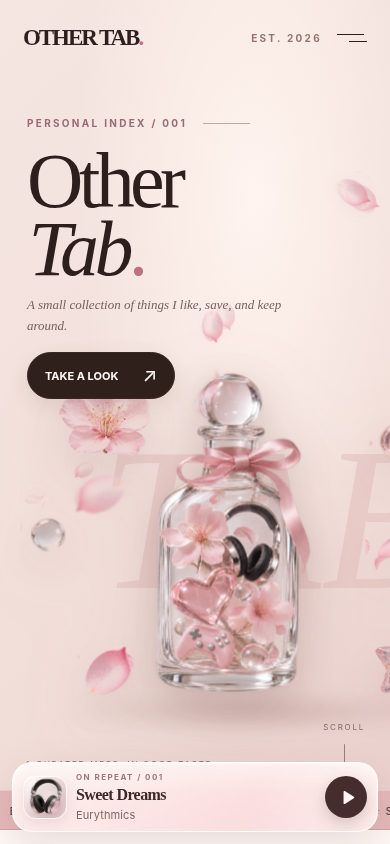 OTHER TAB.
EST. 2026
PERSONAL INDEX / 001
Other
Tab.
A small collection of things I like, save, and keep
around.
TAKE A LOOK
TAB
SCROLL
ON REPEAT / 001
Sweet Dreams
Eurythmics